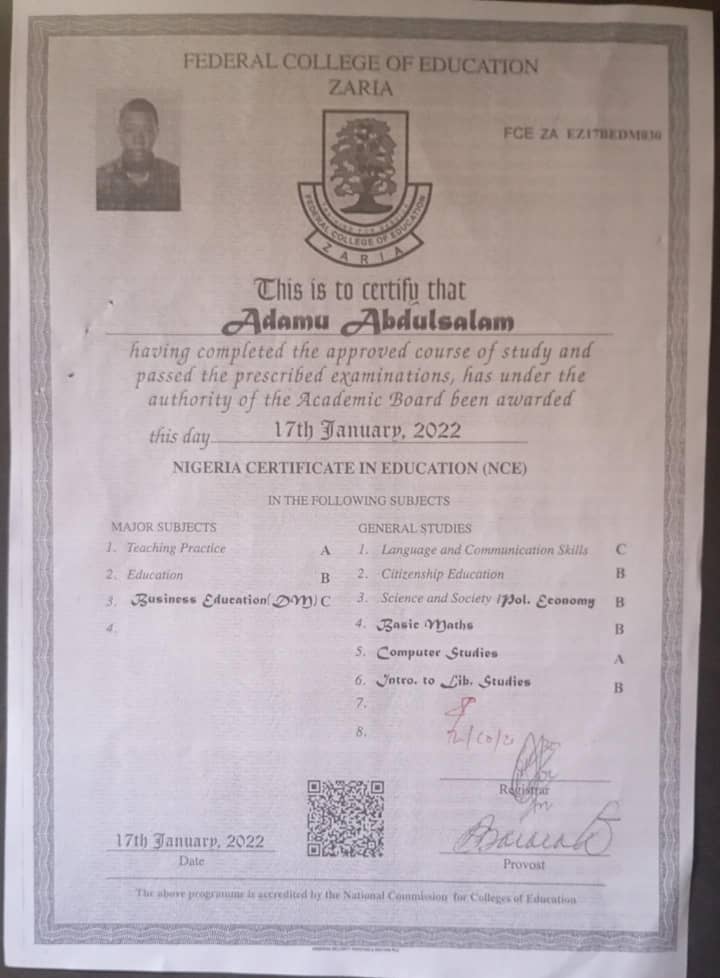 FEDERAL COLLEGE OF EDUCATION
ZARIA
FCE ZA EZ17BEDM030
FEDERAL COLLEGE OF EDUCATION
ZARIA
This is to certify that
Adamu Abdulsalam
having completed the approved course of study and
passed the prescribed examinations, has under the
authority of the Academic Board been awarded
this day 17th January, 2022
NIGERIA CERTIFICATE IN EDUCATION (NCE)
IN THE FOLLOWING SUBJECTS
MAJOR SUBJECTS
1. Teaching Practice A
2. Education B
3. Business Education(DM) C
4.
GENERAL STUDIES
1. Language and Communication Skills C
2. Citizenship Education B
3. Science and Society /Pol. Economy B
4. Basic Maths B
5. Computer Studies A
6. Intro. to Lib. Studies B
7.
8.
Registrar
17th January, 2022
Date
Provost
The above programme is accredited by the National Commission for Colleges of Education